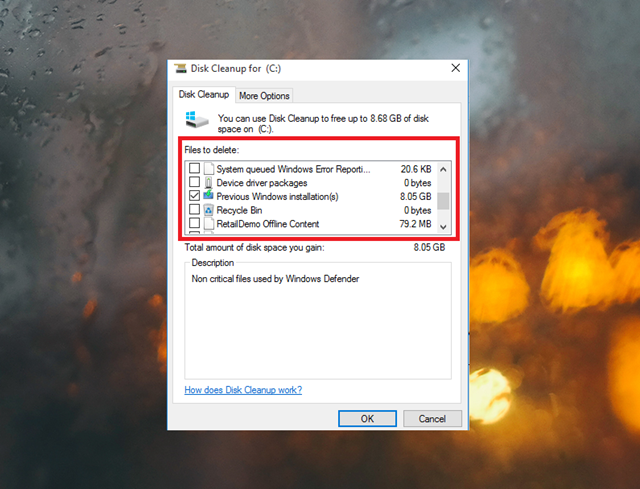 Disk Cleanup for (C:)
Disk Cleanup
More Options
You can use Disk Cleanup to free up to 8.68 GB of disk
space on (C:).
Files to delete:
System queued Windows Error Reporti... 20.6 KB
Device driver packages 0 bytes
Previous Windows installation(s) 8.05 GB
Recycle Bin 0 bytes
RetailDemo Offline Content 79.2 MB
Total amount of disk space you gain: 8.05 GB
Description
Non critical files used by Windows Defender
How does Disk Cleanup work?
OK
Cancel